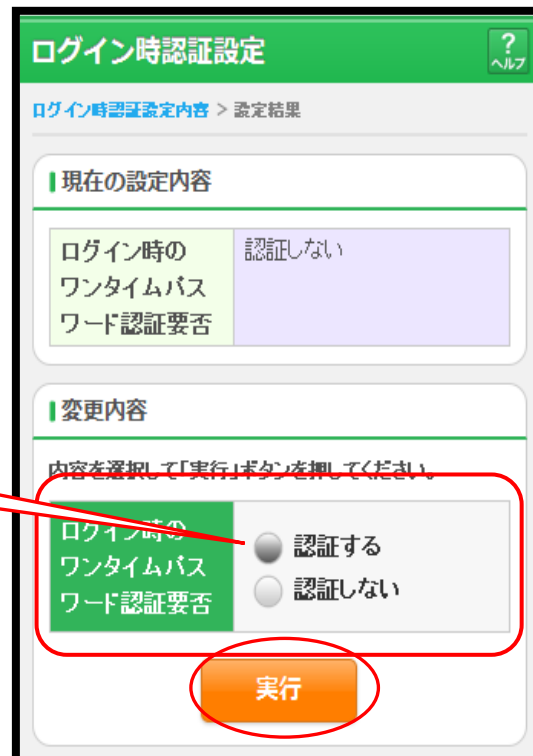 ログイン時認証設定
?
ヘルプ
ログイン時認証設定内容 > 設定結果
現在の設定内容
ログイン時の
ワンタイムパス
ワード認証要否
認証しない
変更内容
内容を選択して「実行」ボタンを押してください。
ログイン時の
ワンタイムパス
ワード認証要否
認証する
認証しない
実行